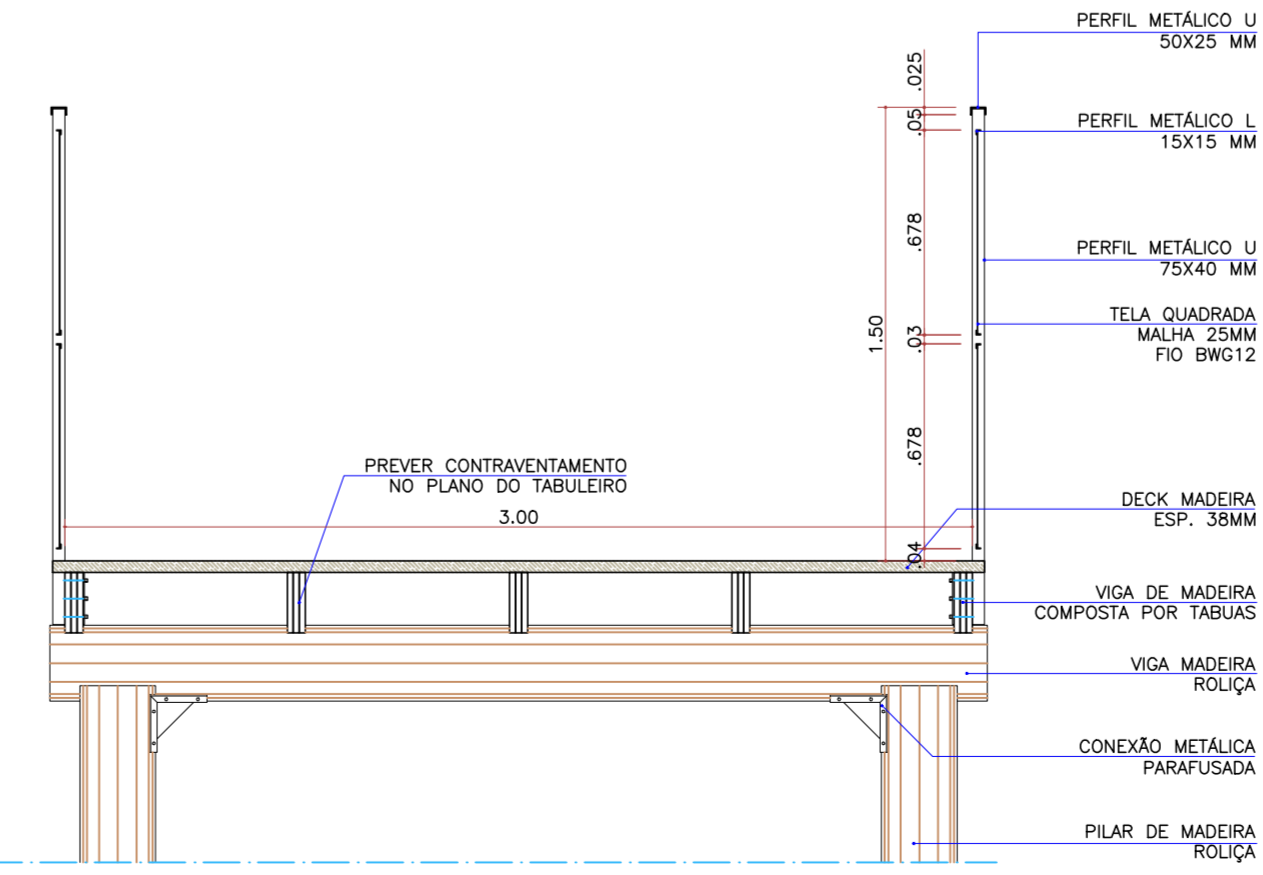 PERFIL METÁLICO U
50X25 MM
.025
.05
PERFIL METÁLICO L
15X15 MM
.678
PERFIL METÁLICO U
75X40 MM
TELA QUADRADA
MALHA 25MM
FIO BWG12
1.50
.03
.678
PREVER CONTRAVENTAMENTO
NO PLANO DO TABULEIRO
3.00
DECK MADEIRA
ESP. 38MM
.04
VIGA DE MADEIRA
COMPOSTA POR TABUAS
VIGA MADEIRA
ROLIÇA
CONEXÃO METÁLICA
PARAFUSADA
PILAR DE MADEIRA
ROLIÇA